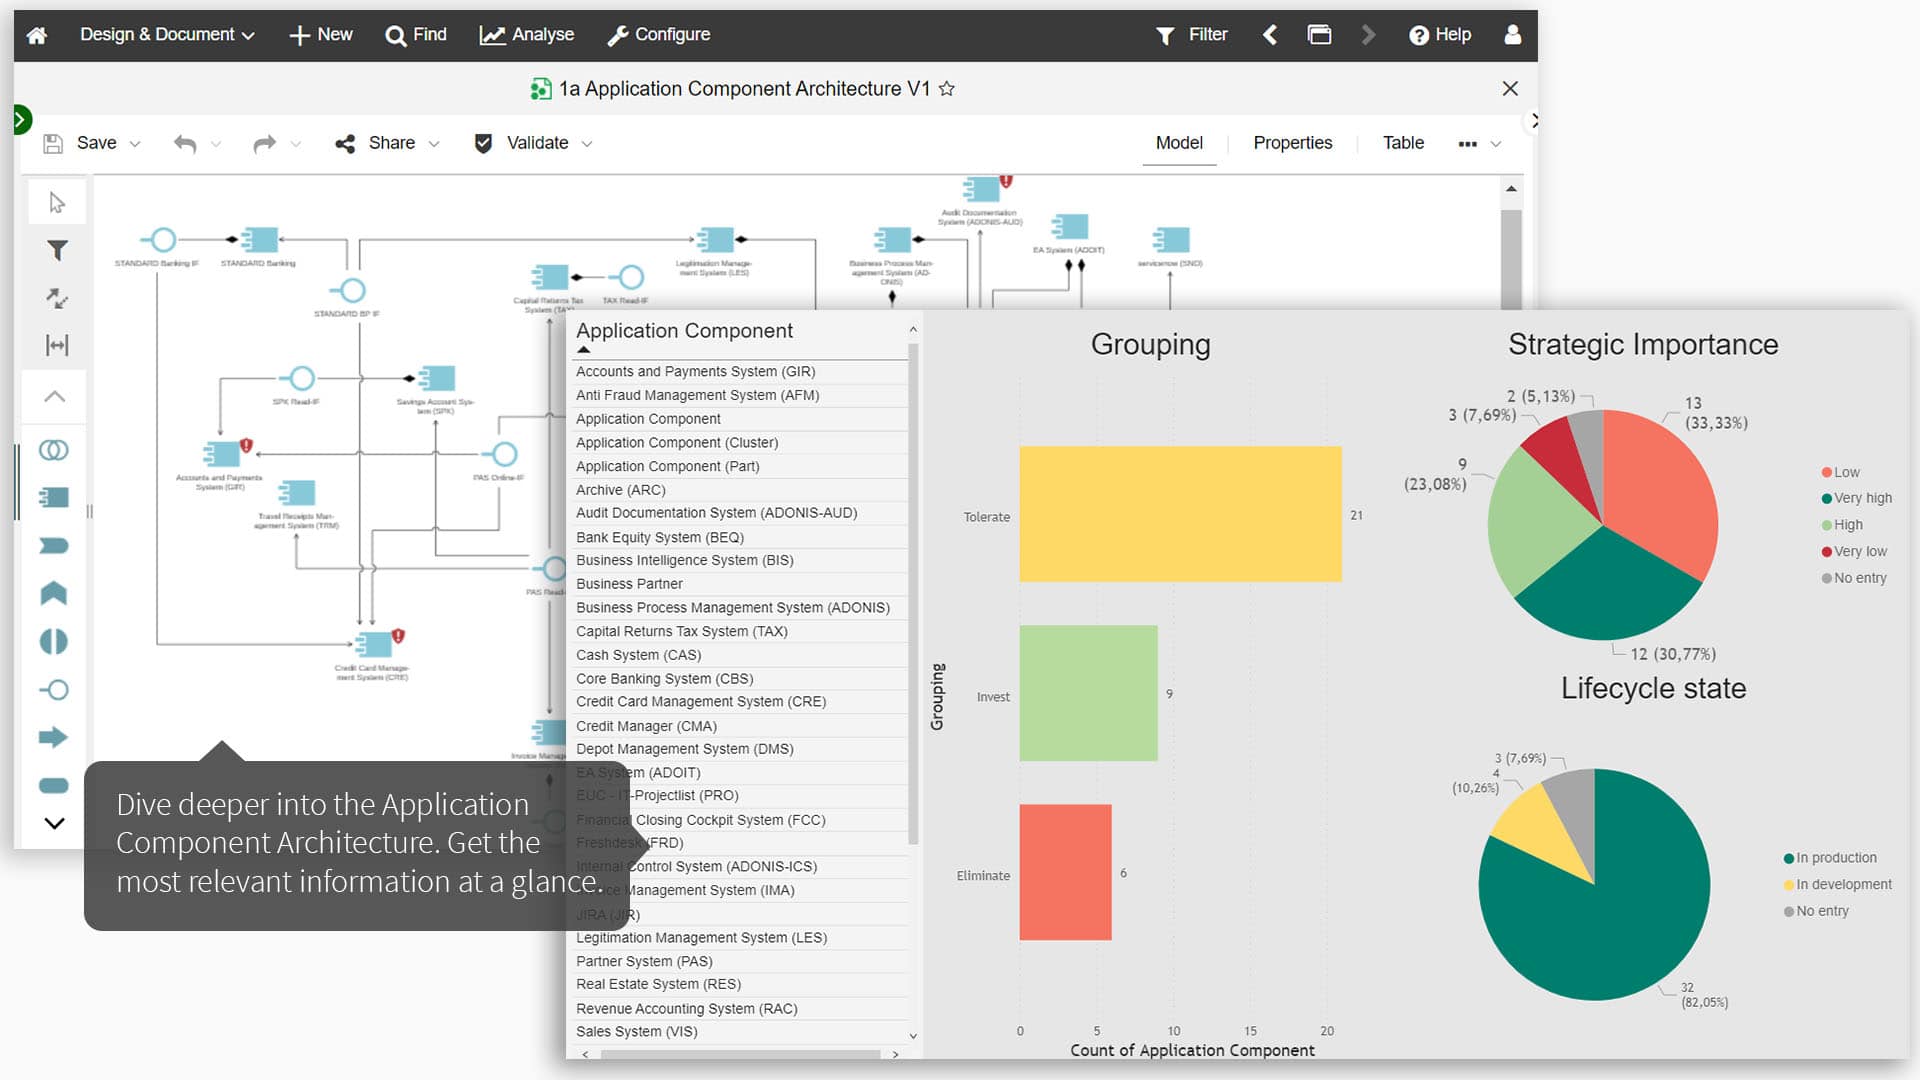 Design & Document
New
Find
Analyse
Configure
Filter
Help
1a Application Component Architecture V1
Save
Share
Validate
Model
Properties
Table
Audit Documentation
System (ADONIS-AUD)
EA System (ADOIT)
servicenow (SNO)
STANDARD Banking IF
STANDARD Banking
Legitimation Manage-
ment System (LES)
Business Process Man-
agement System (AD-
ONIS)
Capital Returns Tax
System (TAX)
TAX Read-IF
STANDARD BP IF
SPK Read-IF
Savings Account Sys-
tem (SPK)
Accounts and Payments
System (GIR)
PAS Online-IF
Travel Receipts Man-
agement System (TRM)
PAS Read-
Credit Card Manage-
ment System (CRE)
Invoice Manag
Dive deeper into the Application
Component Architecture. Get the
most relevant information at a glance.
Application Component
Accounts and Payments System (GIR)
Anti Fraud Management System (AFM)
Application Component
Application Component (Cluster)
Application Component (Part)
Archive (ARC)
Audit Documentation System (ADONIS-AUD)
Bank Equity System (BEQ)
Business Intelligence System (BIS)
Business Partner
Business Process Management System (ADONIS)
Capital Returns Tax System (TAX)
Cash System (CAS)
Core Banking System (CBS)
Credit Card Management System (CRE)
Credit Manager (CMA)
Depot Management System (DMS)
EA System (ADOIT)
EUC - IT-Projectlist (PRO)
Financial Closing Cockpit System (FCC)
Freshdesk (FRD)
Internal Control System (ADONIS-ICS)
Management System (IMA)
JIRA (JIR)
Legitimation Management System (LES)
Partner System (PAS)
Real Estate System (RES)
Revenue Accounting System (RAC)
Sales System (VIS)
Grouping
Grouping
Tolerate
21
Invest
9
Eliminate
6
0 5 10 15 20
Count of Application Component
Strategic Importance
2 (5,13%)
3 (7,69%)
9
(23,08%)
13
(33,33%)
12 (30,77%)
Low
Very high
High
Very low
No entry
Lifecycle state
3 (7,69%)
4
(10,26%)
32
(82,05%)
In production
In development
No entry